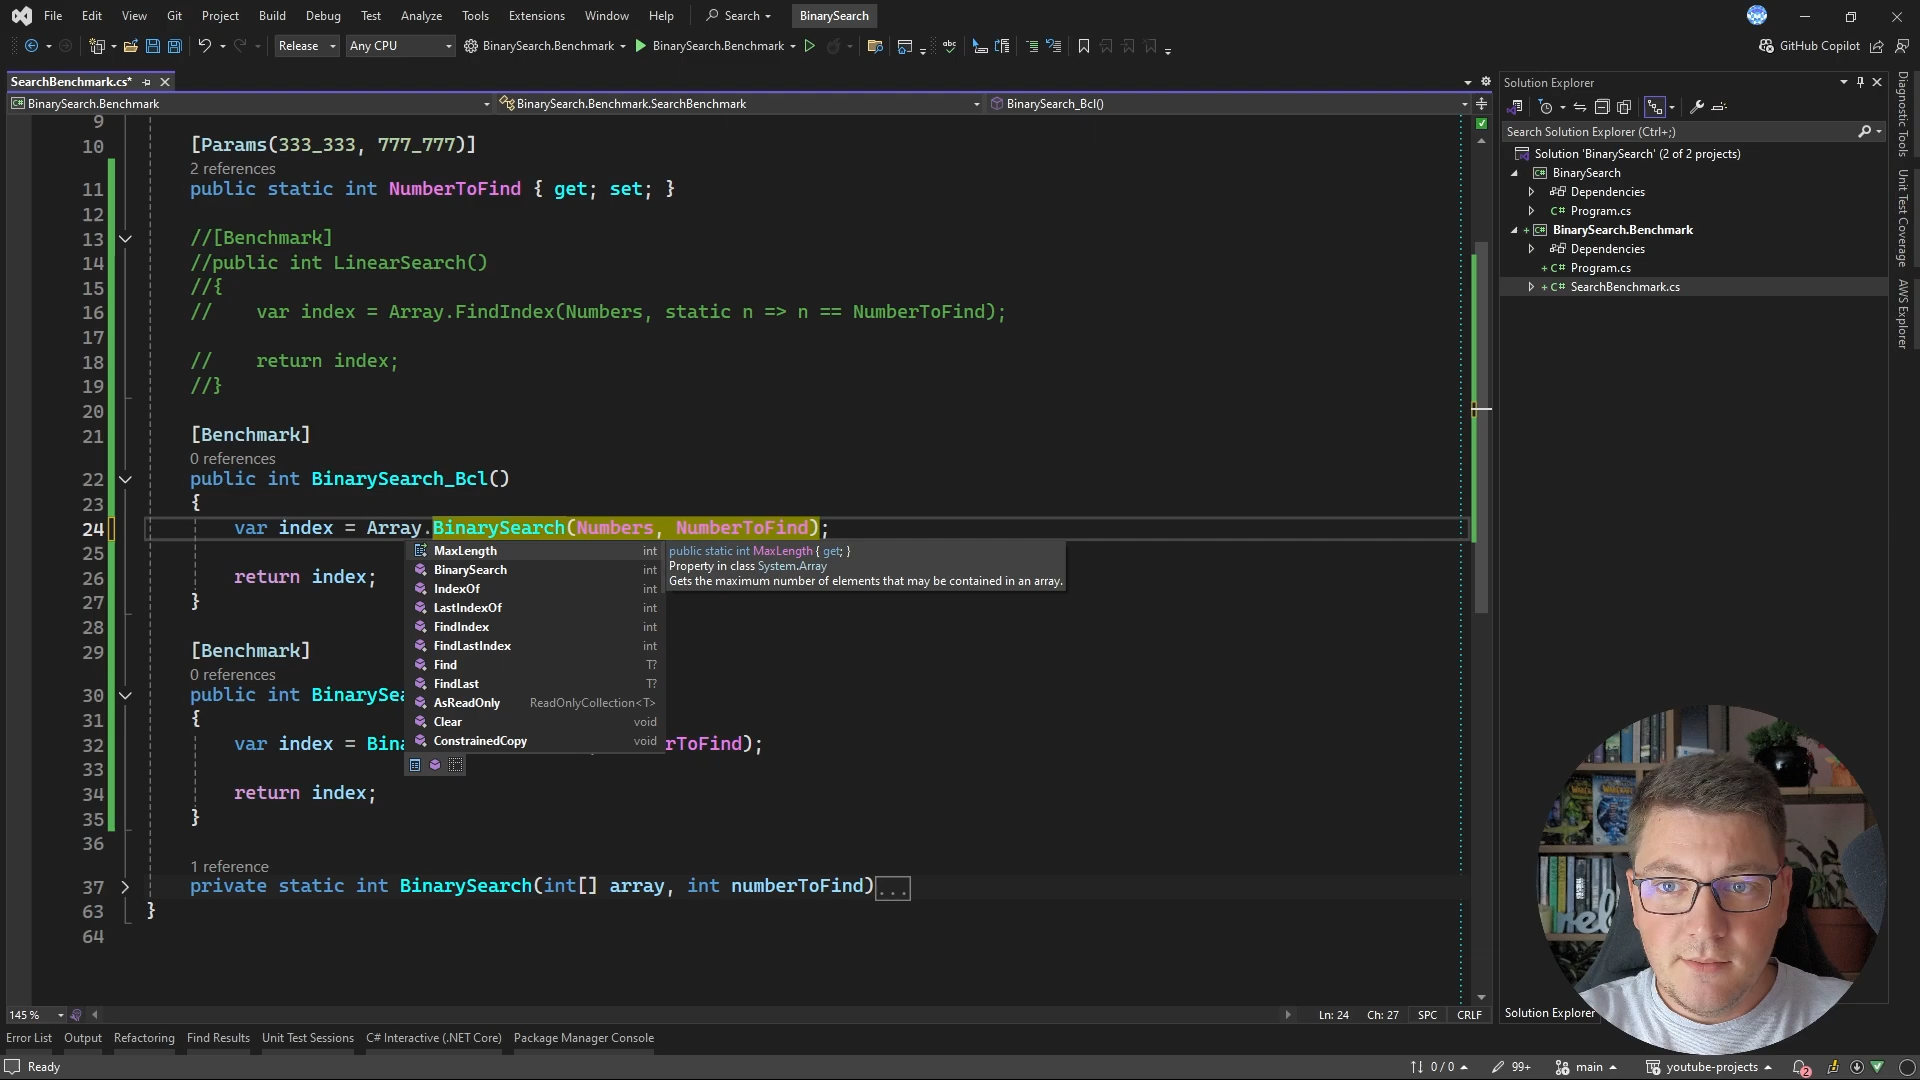 File Edit View Git Project Build Debug Test Analyze Tools Extensions Window Help Search BinarySearch
Release Any CPU BinarySearch.Benchmark BinarySearch.Benchmark GitHub Copilot
SearchBenchmark.cs*
BinarySearch.Benchmark BinarySearch.Benchmark.SearchBenchmark BinarySearch_Bcl()
9
10 [Params(333_333, 777_777)]
2 references
11 public static int NumberToFind { get; set; }
12
13 //[Benchmark]
14 //public int LinearSearch()
15 //{
16 // var index = Array.FindIndex(Numbers, static n => n == NumberToFind);
17
18 // return index;
19 //}
20
21 [Benchmark]
0 references
22 public int BinarySearch_Bcl()
23 {
24 var index = Array.BinarySearch(Numbers, NumberToFind);
25
26 return index;
27 }
28
29 [Benchmark]
0 references
30 public int BinarySea
31 {
32 var index = Bina rToFind);
33
34 return index;
35 }
36
1 reference
37 private static int BinarySearch(int[] array, int numberToFind)...
63 }
64
MaxLength int
BinarySearch int
IndexOf int
LastIndexOf int
FindIndex int
FindLastIndex int
Find T?
FindLast T?
AsReadOnly ReadOnlyCollection<T>
Clear void
ConstrainedCopy void
public static int MaxLength { get; }
Property in class System.Array
Gets the maximum number of elements that may be contained in an array.
Solution Explorer
Search Solution Explorer (Ctrl+;)
Solution 'BinarySearch' (2 of 2 projects)
BinarySearch
Dependencies
C# Program.cs
BinarySearch.Benchmark
Dependencies
+ C# Program.cs
+ C# SearchBenchmark.cs
Diagnostic Tools
Unit Test Coverage
AWS Explorer
145 % Ln: 24 Ch: 27 SPC CRLF
Solution Explorer
Error List Output Refactoring Find Results Unit Test Sessions C# Interactive (.NET Core) Package Manager Console
Ready 0 / 0 99+ main youtube-projects 2